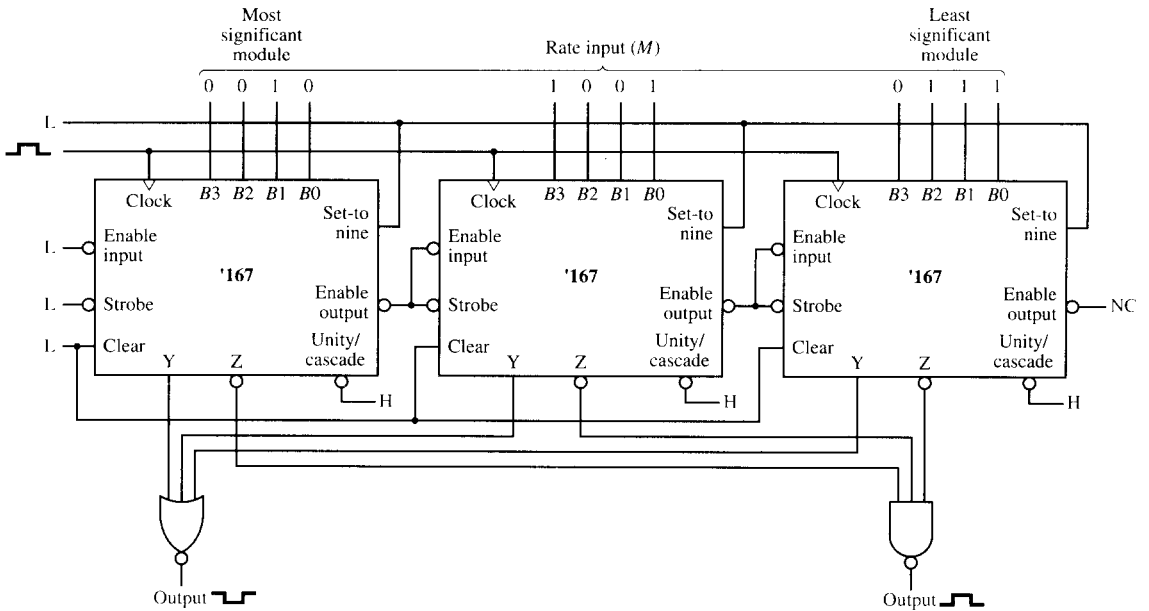 Most
significant
module
Rate input (M)
Least
significant
module
0 0 1 0
1 0 0 1
0 1 1 1
L
Clock
B3 B2 B1 B0
Set-to
nine
L
Enable
input
'167
L
Strobe
Enable
output
L
Clear
Unity/
cascade
Y
Z
H
Clock
B3 B2 B1 B0
Set-to
nine
Enable
input
'167
Strobe
Enable
output
Clear
Unity/
cascade
Y
Z
H
Clock
B3 B2 B1 B0
Set-to
nine
Enable
input
'167
Strobe
Enable
output
NC
Clear
Unity/
cascade
Y
Z
H
Output
Output